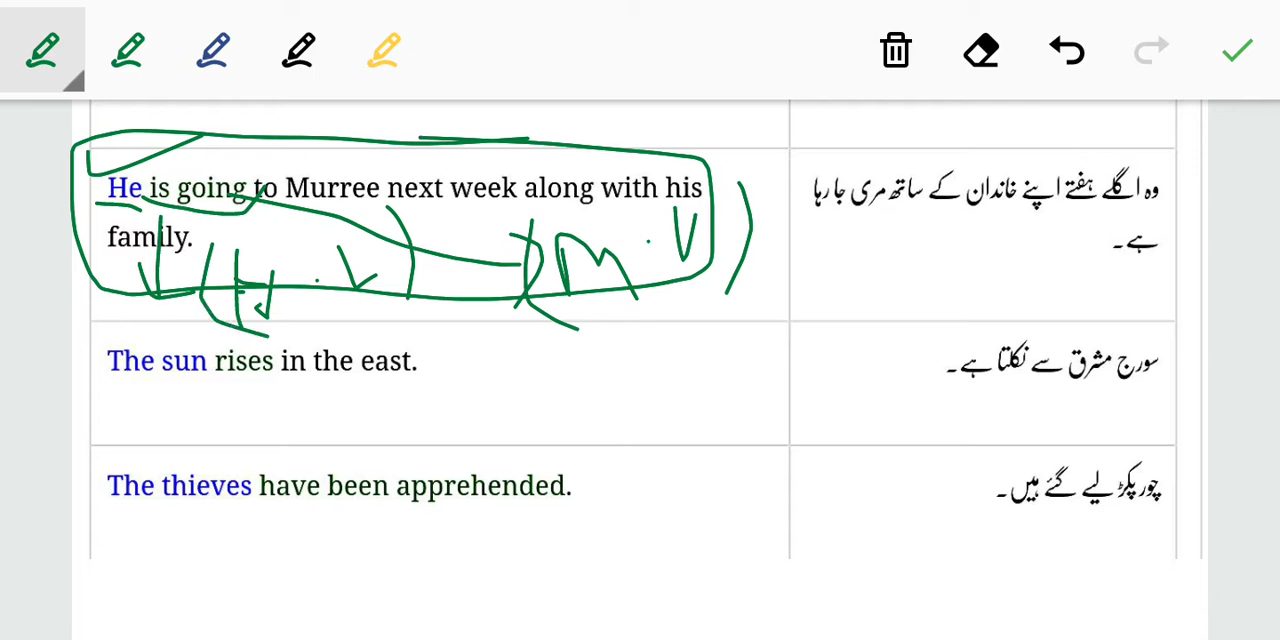 He is going to Murree next week along with his
family.
وہ اگلے ہفتے اپنے خاندان کے ساتھ مری جا رہا
ہے۔
(H.V)
(M.V)
The sun rises in the east.
سورج مشرق سے نکلتا ہے۔
The thieves have been apprehended.
چور پکڑ لیے گئے ہیں۔